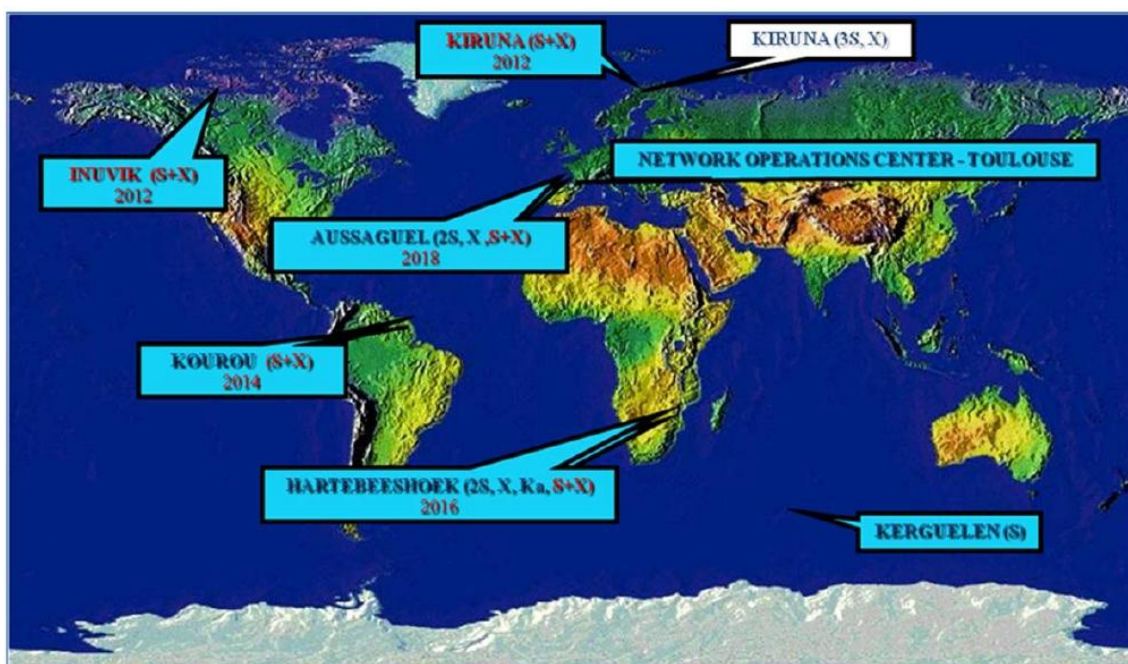 KIRUNA (S+X)
2012
KIRUNA (3S, X)
INUVIK (S+X)
2012
NETWORK OPERATIONS CENTER - TOULOUSE
AUSSAGUEL (2S, X ,S+X)
2018
KOUROU (S+X)
2014
HARTEBEESHOEK (2S, X, Ka, S+X)
2016
KERGUELEN (S)